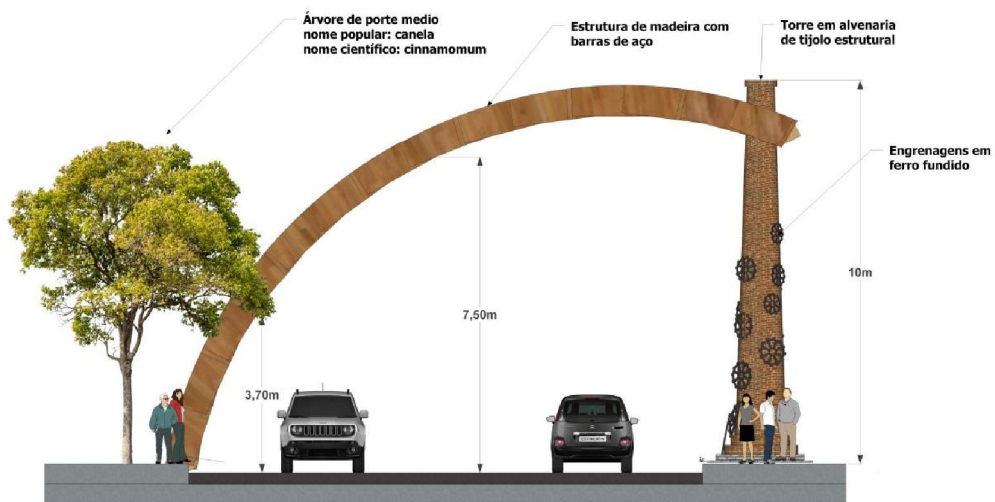 Árvore de porte medio
nome popular: canela
nome científico: cinnamomum
Estrutura de madeira com
barras de aço
Torre em alvenaria
de tijolo estrutural
Engrenagens em
ferro fundido
10m
7,50m
3,70m